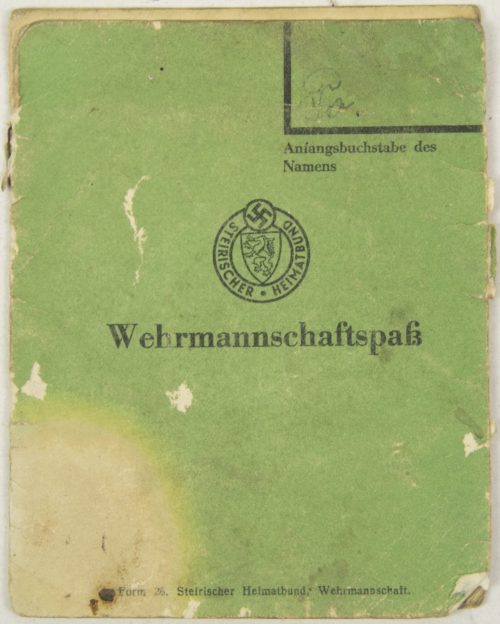 Anfangsbuchstabe des
Namens
STEIRISCHER • HEIMATBUND
Wehrmannschaftspaß
Form 26. Steirischer Heimatbund, Wehrmannschaft.